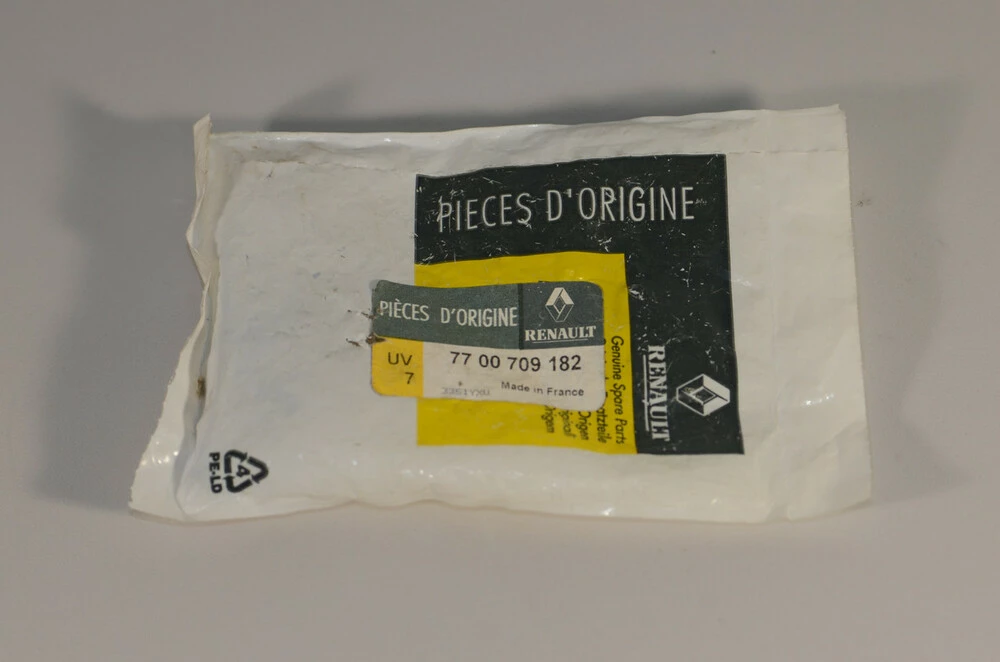 PIECES D'ORIGINE
PIÈCES D'ORIGINE
RENAULT
UV
7
77 00 709 182
Made in France
Genuine Spare Parts
RENAULT
4
PE-LD